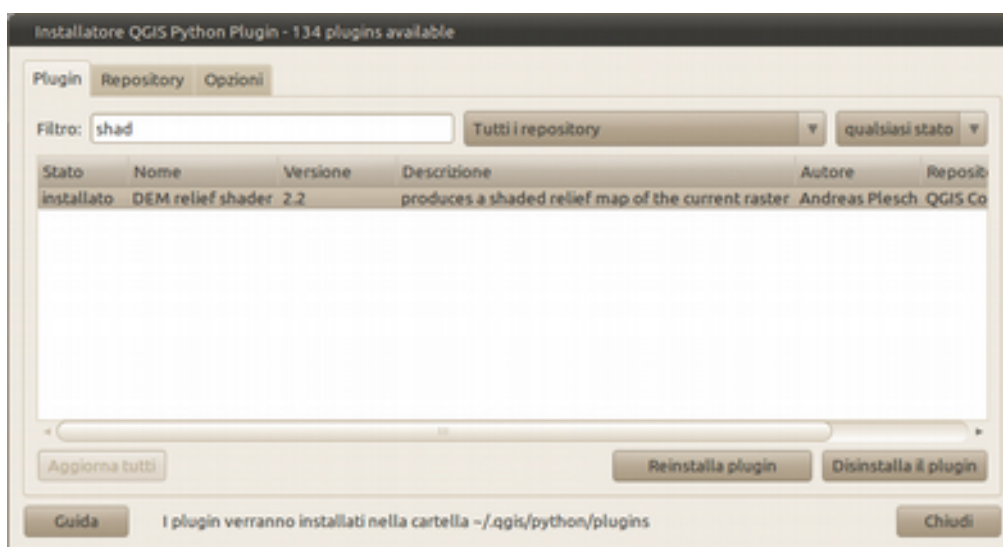 Installatore QGIS Python Plugin - 134 plugins available
Plugin Repository Opzioni
Filtro: shad Tutti i repository qualsiasi stato
Stato Nome Versione Descrizione Autore Reposit
installato DEM relief shader 2.2 produces a shaded relief map of the current raster Andreas Plesch QGIS Co
Aggiorna tutti Reinstalla plugin Disinstalla il plugin
Guida I plugin verranno installati nella cartella ~/.qgis/python/plugins Chiudi